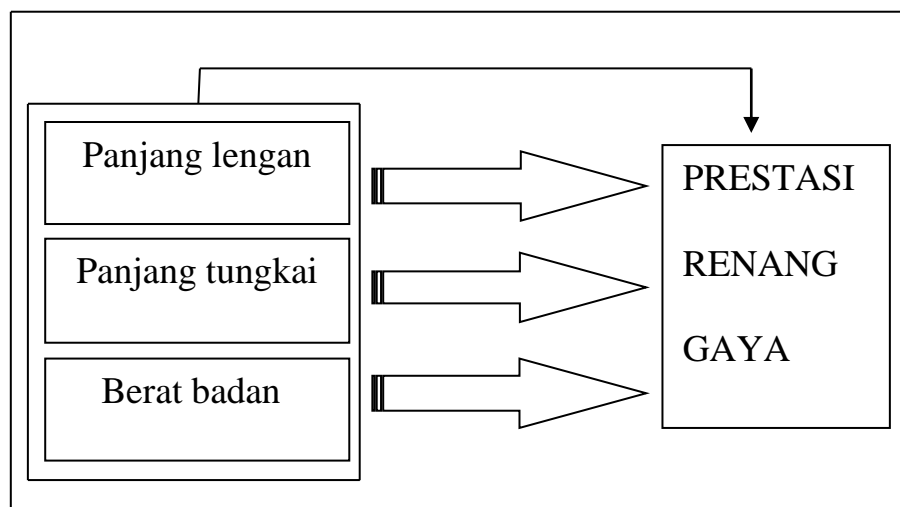 Panjang lengan
Panjang tungkai
Berat badan
PRESTASI
RENANG
GAYA